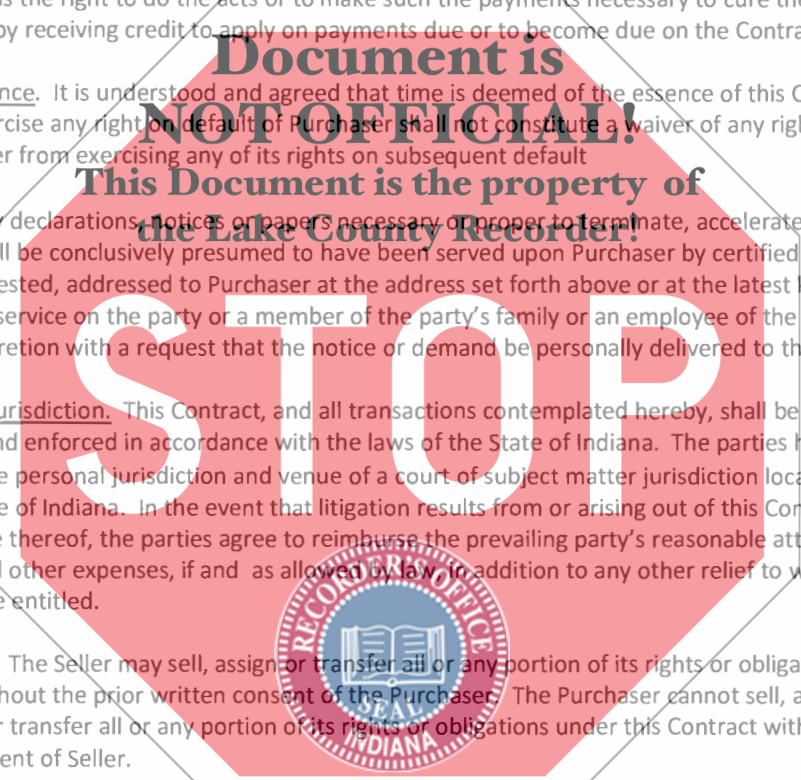 s the right to do the acts or to make such the payments necessary to cure the
by receiving credit to apply on payments due or to become due on the Contra
Document is
nce. It is understood and agreed that time is deemed of the essence of this C
NOT OFFICIAL!
rcise any right on default of Purchaser shall not constitute a waiver of any righ
er from exercising any of its rights on subsequent default
This Document is the property of
y declarations, notices or papers necessary or proper to terminate, accelerate
the Lake County Recorder!
ll be conclusively presumed to have been served upon Purchaser by certified
ested, addressed to Purchaser at the address set forth above or at the latest k
service on the party or a member of the party's family or an employee of the
retion with a request that the notice or demand be personally delivered to th
STOP
urisdiction. This Contract, and all transactions contemplated hereby, shall be
nd enforced in accordance with the laws of the State of Indiana. The parties h
e personal jurisdiction and venue of a court of subject matter jurisdiction loca
e of Indiana. In the event that litigation results from or arising out of this Con
e thereof, the parties agree to reimburse the prevailing party's reasonable att
l other expenses, if and as allowed by law, in addition to any other relief to w
e entitled.
RECORDER'S OFFICE
The Seller may sell, assign or transfer all or any portion of its rights or obliga
hout the prior written consent of the Purchaser. The Purchaser cannot sell, a
SEAL
r transfer all or any portion of its rights or obligations under this Contract with
INDIANA
ent of Seller.